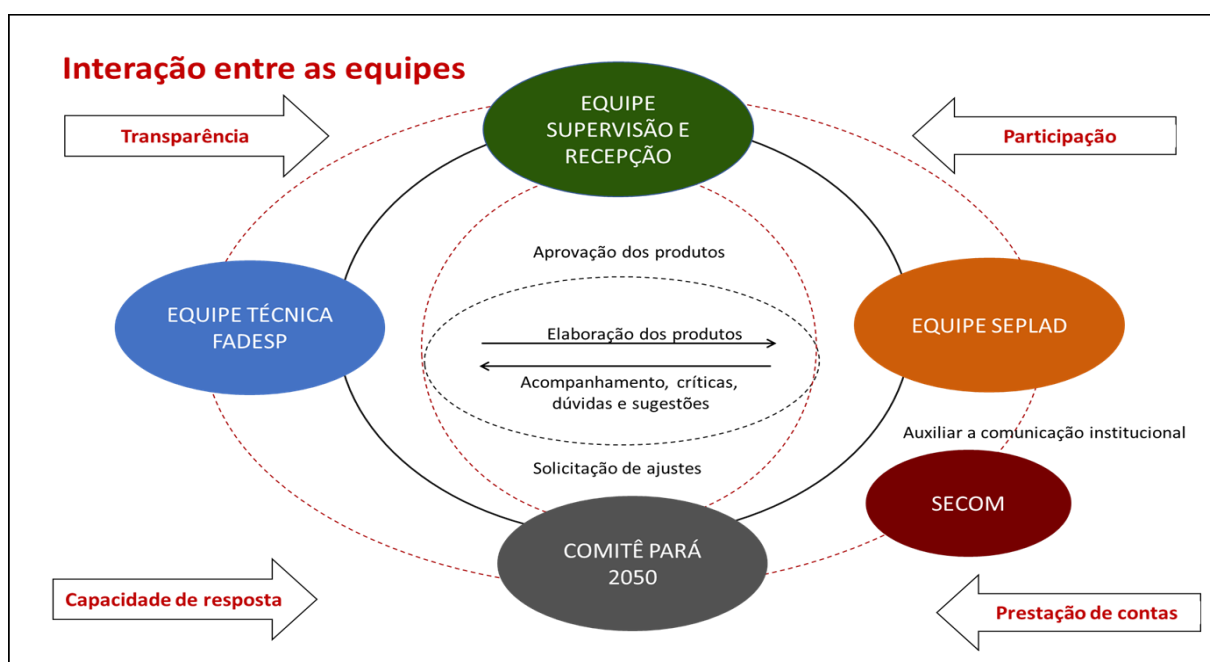 Interação entre as equipes
EQUIPE
SUPERVISÃO E
RECEPÇÃO
Transparência
Participação
Aprovação dos produtos
EQUIPE TÉCNICA
FADESP
Elaboração dos produtos
EQUIPE SEPLAD
Acompanhamento, críticas,
dúvidas e sugestões
Auxiliar a comunicação institucional
Solicitação de ajustes
SECOM
COMITÊ PARÁ
2050
Capacidade de resposta
Prestação de contas